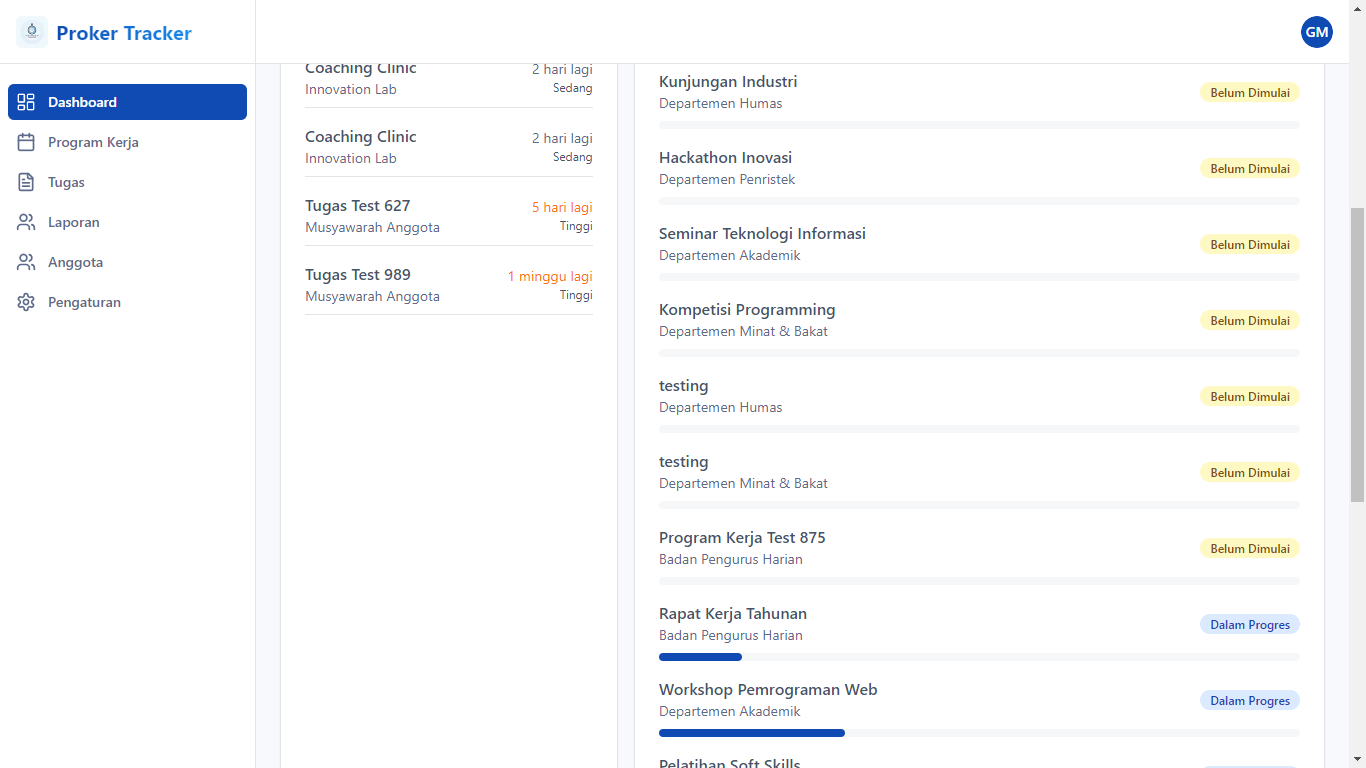 Proker Tracker
GM
Dashboard
Program Kerja
Tugas
Laporan
Anggota
Pengaturan
Coaching Clinic
2 hari lagi
Innovation Lab
Sedang
Coaching Clinic
2 hari lagi
Innovation Lab
Sedang
Tugas Test 627
5 hari lagi
Musyawarah Anggota
Tinggi
Tugas Test 989
1 minggu lagi
Musyawarah Anggota
Tinggi
Kunjungan Industri
Departemen Humas
Belum Dimulai
Hackathon Inovasi
Departemen Penristek
Belum Dimulai
Seminar Teknologi Informasi
Departemen Akademik
Belum Dimulai
Kompetisi Programming
Departemen Minat & Bakat
Belum Dimulai
testing
Departemen Humas
Belum Dimulai
testing
Departemen Minat & Bakat
Belum Dimulai
Program Kerja Test 875
Badan Pengurus Harian
Belum Dimulai
Rapat Kerja Tahunan
Badan Pengurus Harian
Dalam Progres
Workshop Pemrograman Web
Departemen Akademik
Dalam Progres
Pelatihan Soft Skills